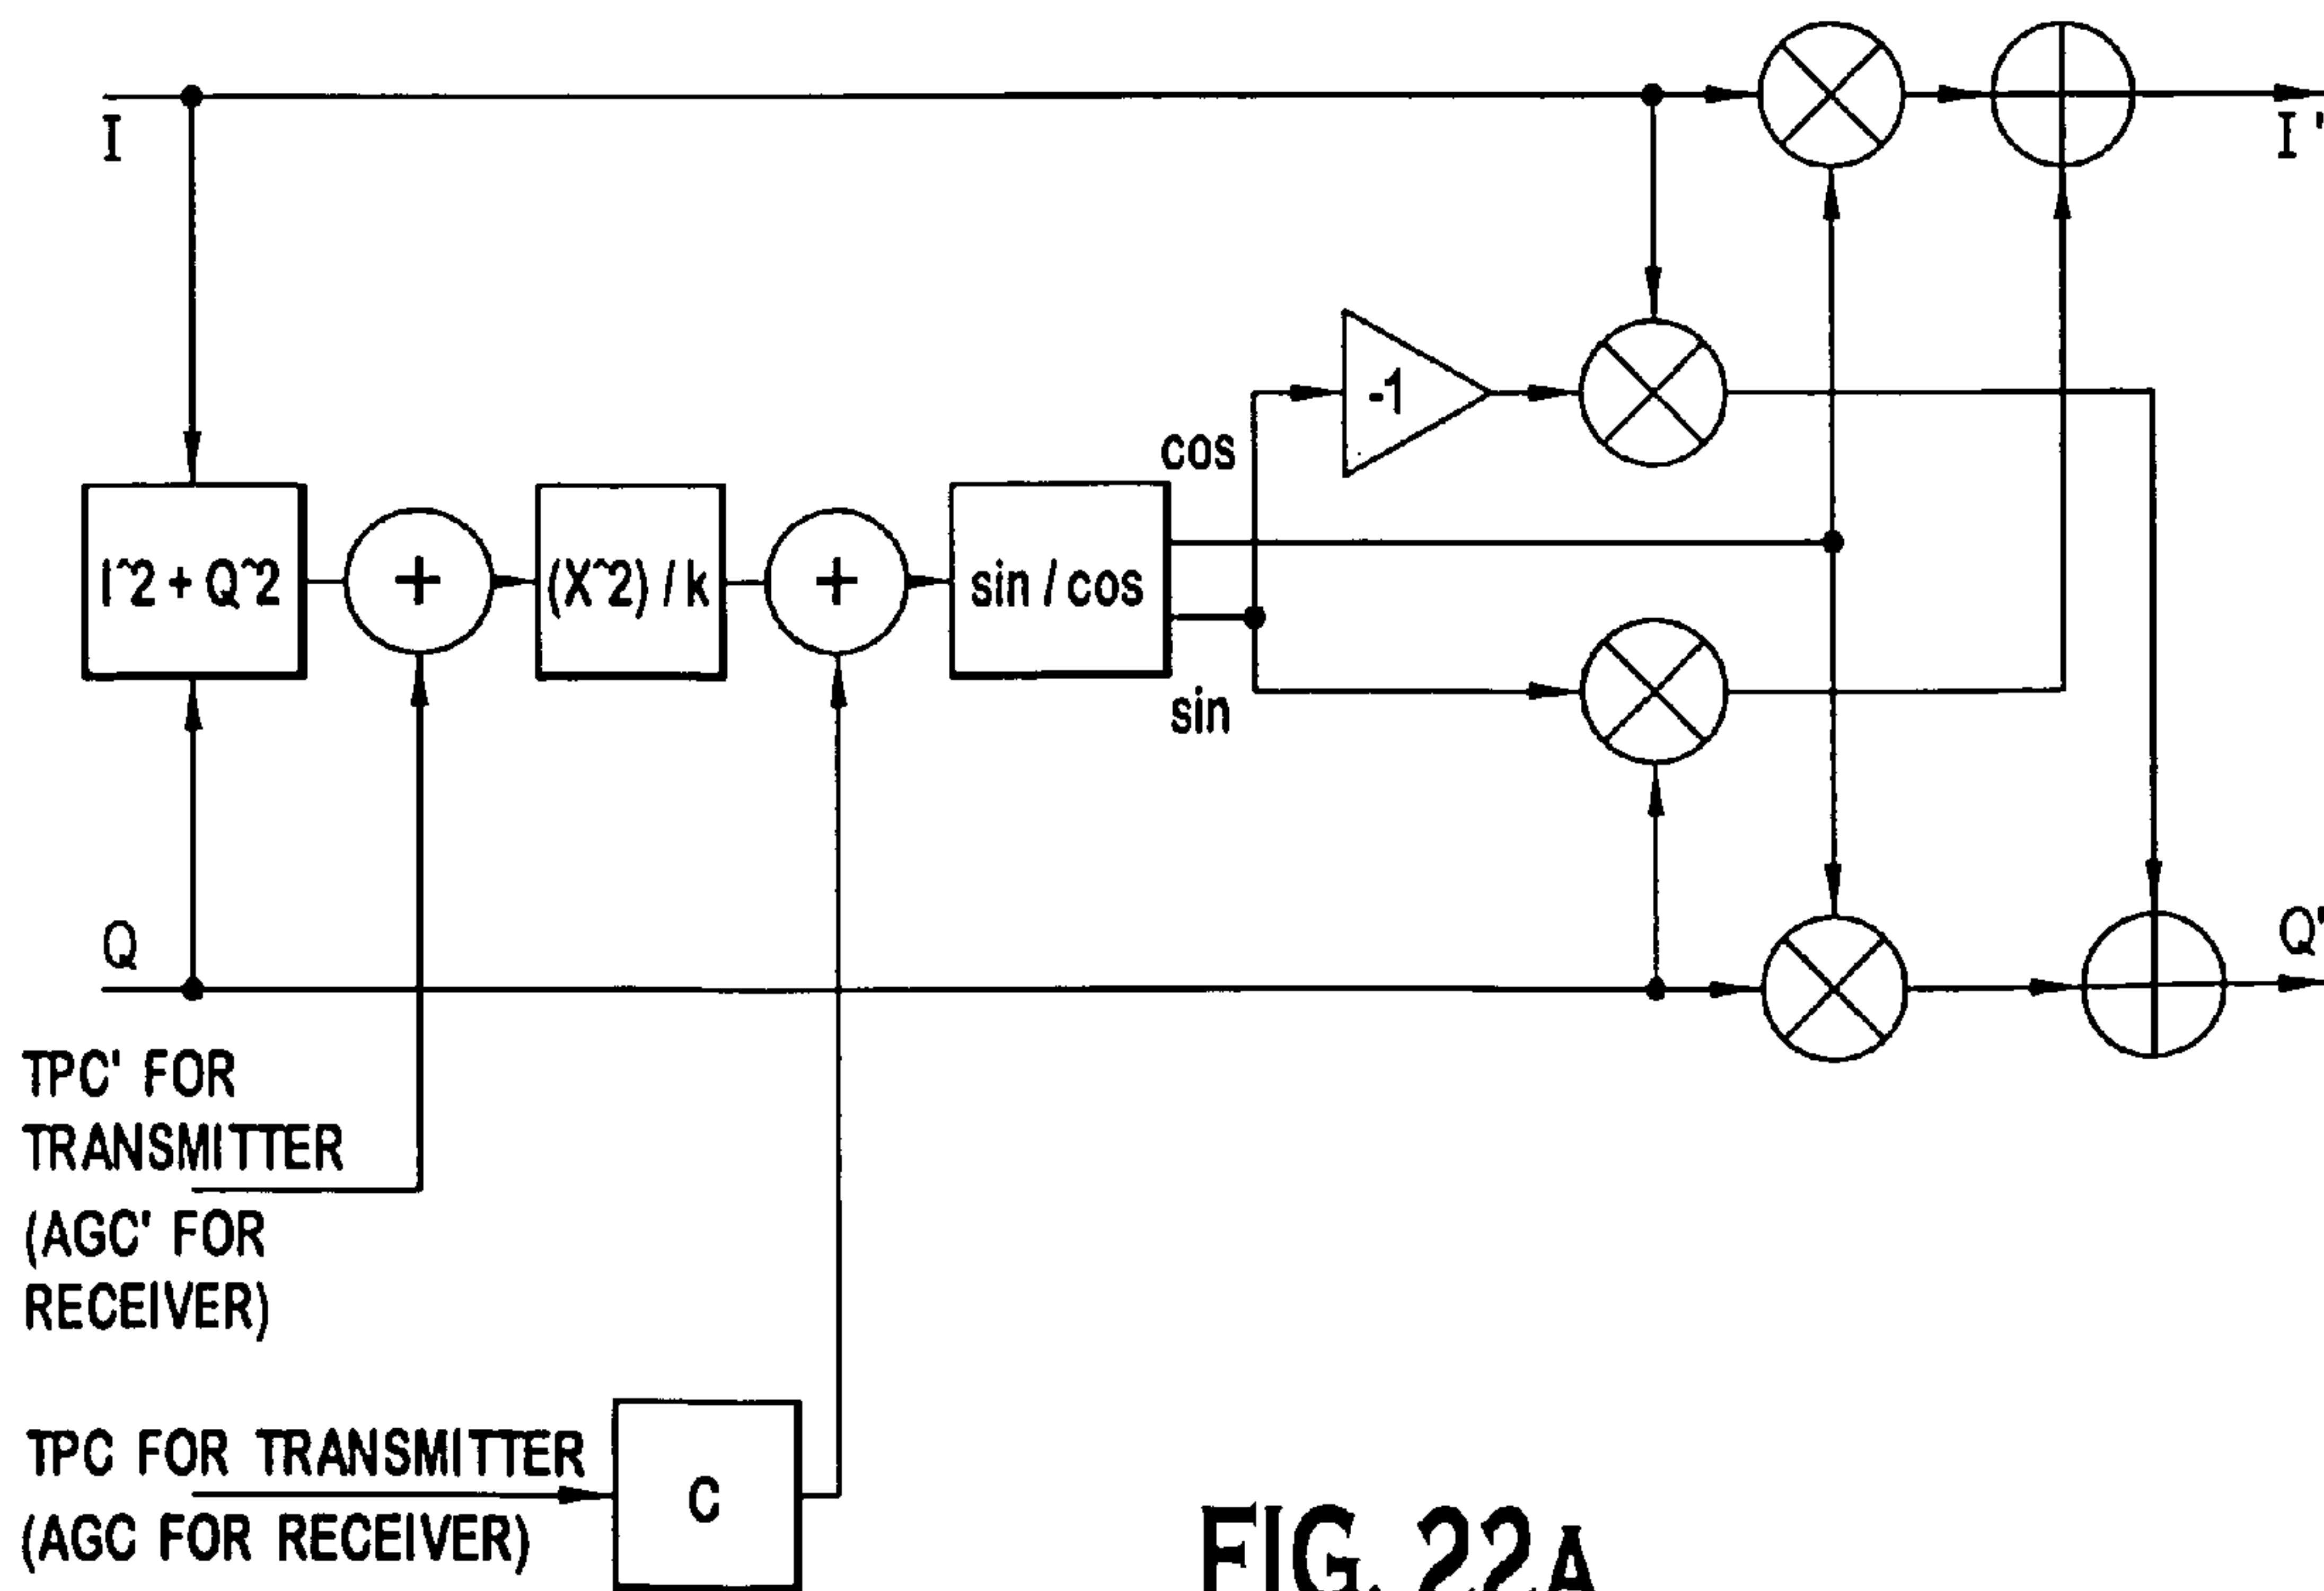 I
I'
-1
cos
I^2 + Q^2
+
(X^2) / k
+
sin / cos
sin
Q
Q'
TPC' FOR
TRANSMITTER
(AGC' FOR
RECEIVER)
TPC FOR TRANSMITTER
(AGC FOR RECEIVER)
C
FIG. 22A